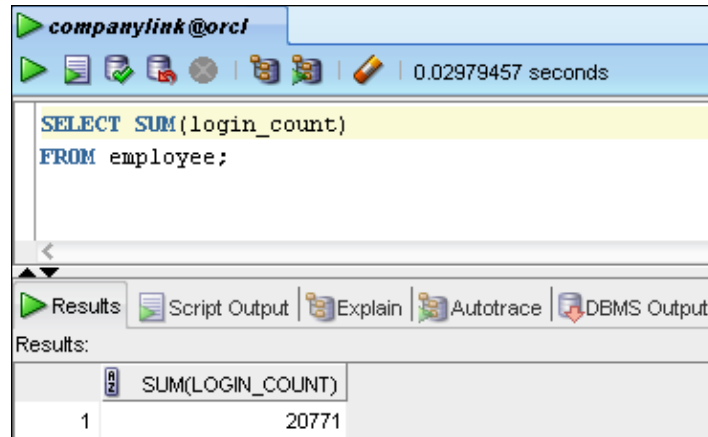 companylink@orcl
0.02979457 seconds
SELECT SUM(login_count)
FROM employee;
Results Script Output Explain Autotrace DBMS Output
Results:
SUM(LOGIN_COUNT)
1 20771